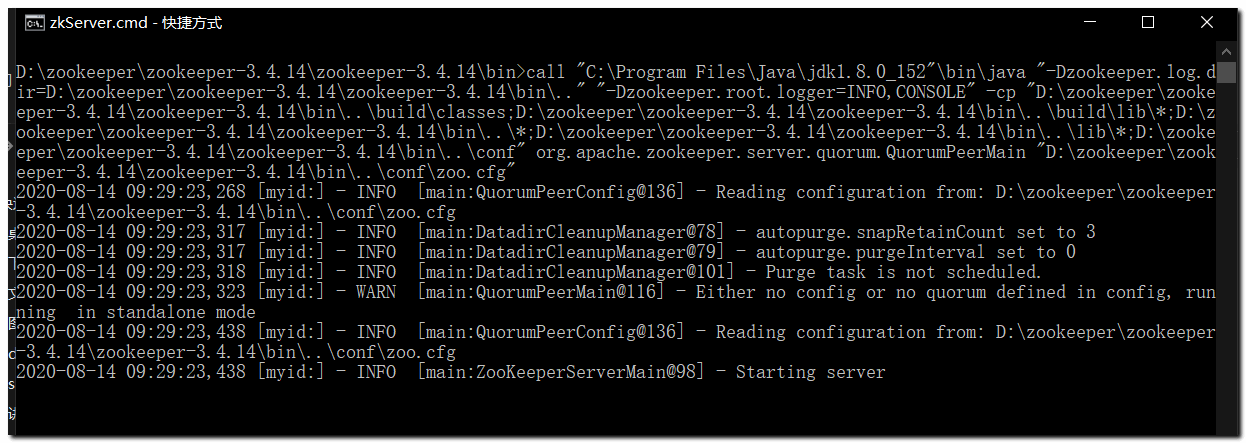 zkServer.cmd - 快捷方式
D:\zookeeper\zookeeper-3.4.14\zookeeper-3.4.14\bin>call "C:\Program Files\Java\jdk1.8.0_152"\bin\java "-Dzookeeper.log.d
ir=D:\zookeeper\zookeeper-3.4.14\zookeeper-3.4.14\bin\.." "-Dzookeeper.root.logger=INFO,CONSOLE" -cp "D:\zookeeper\zooke
eper-3.4.14\zookeeper-3.4.14\bin\..\build\classes;D:\zookeeper\zookeeper-3.4.14\zookeeper-3.4.14\bin\..\build\lib\*;D:\z
ookeeper\zookeeper-3.4.14\zookeeper-3.4.14\bin\..\*;D:\zookeeper\zookeeper-3.4.14\zookeeper-3.4.14\bin\..\lib\*;D:\zooke
eper\zookeeper-3.4.14\zookeeper-3.4.14\bin\..\conf" org.apache.zookeeper.server.quorum.QuorumPeerMain "D:\zookeeper\zook
eeper-3.4.14\zookeeper-3.4.14\bin\..\conf\zoo.cfg"
2020-08-14 09:29:23,268 [myid:] - INFO  [main:QuorumPeerConfig@136] - Reading configuration from: D:\zookeeper\zookeeper
-3.4.14\zookeeper-3.4.14\bin\..\conf\zoo.cfg
2020-08-14 09:29:23,317 [myid:] - INFO  [main:DatadirCleanupManager@78] - autopurge.snapRetainCount set to 3
2020-08-14 09:29:23,317 [myid:] - INFO  [main:DatadirCleanupManager@79] - autopurge.purgeInterval set to 0
2020-08-14 09:29:23,318 [myid:] - INFO  [main:DatadirCleanupManager@101] - Purge task is not scheduled.
2020-08-14 09:29:23,323 [myid:] - WARN  [main:QuorumPeerMain@116] - Either no config or no quorum defined in config, run
ning  in standalone mode
2020-08-14 09:29:23,438 [myid:] - INFO  [main:QuorumPeerConfig@136] - Reading configuration from: D:\zookeeper\zookeeper
-3.4.14\zookeeper-3.4.14\bin\..\conf\zoo.cfg
2020-08-14 09:29:23,438 [myid:] - INFO  [main:ZooKeeperServerMain@98] - Starting server